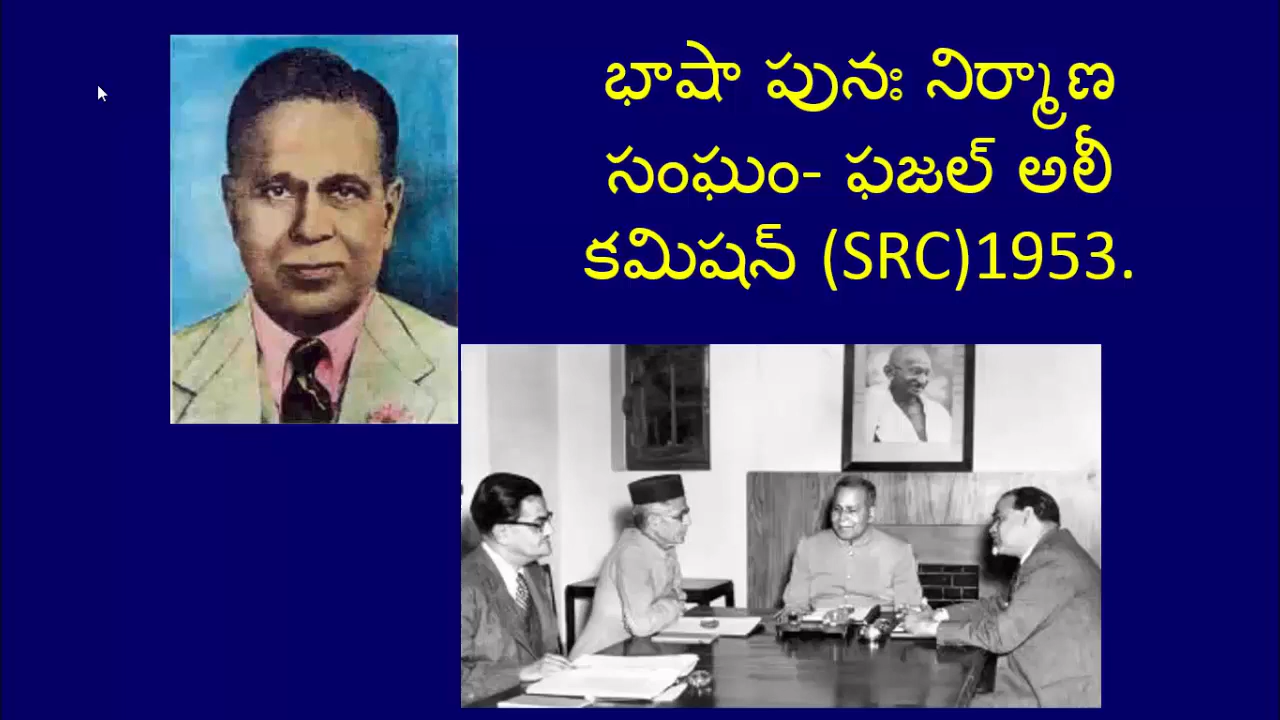 భాషా పునః నిర్మాణ
సంఘం- ఫజల్ అలీ
కమిషన్ (SRC)1953.